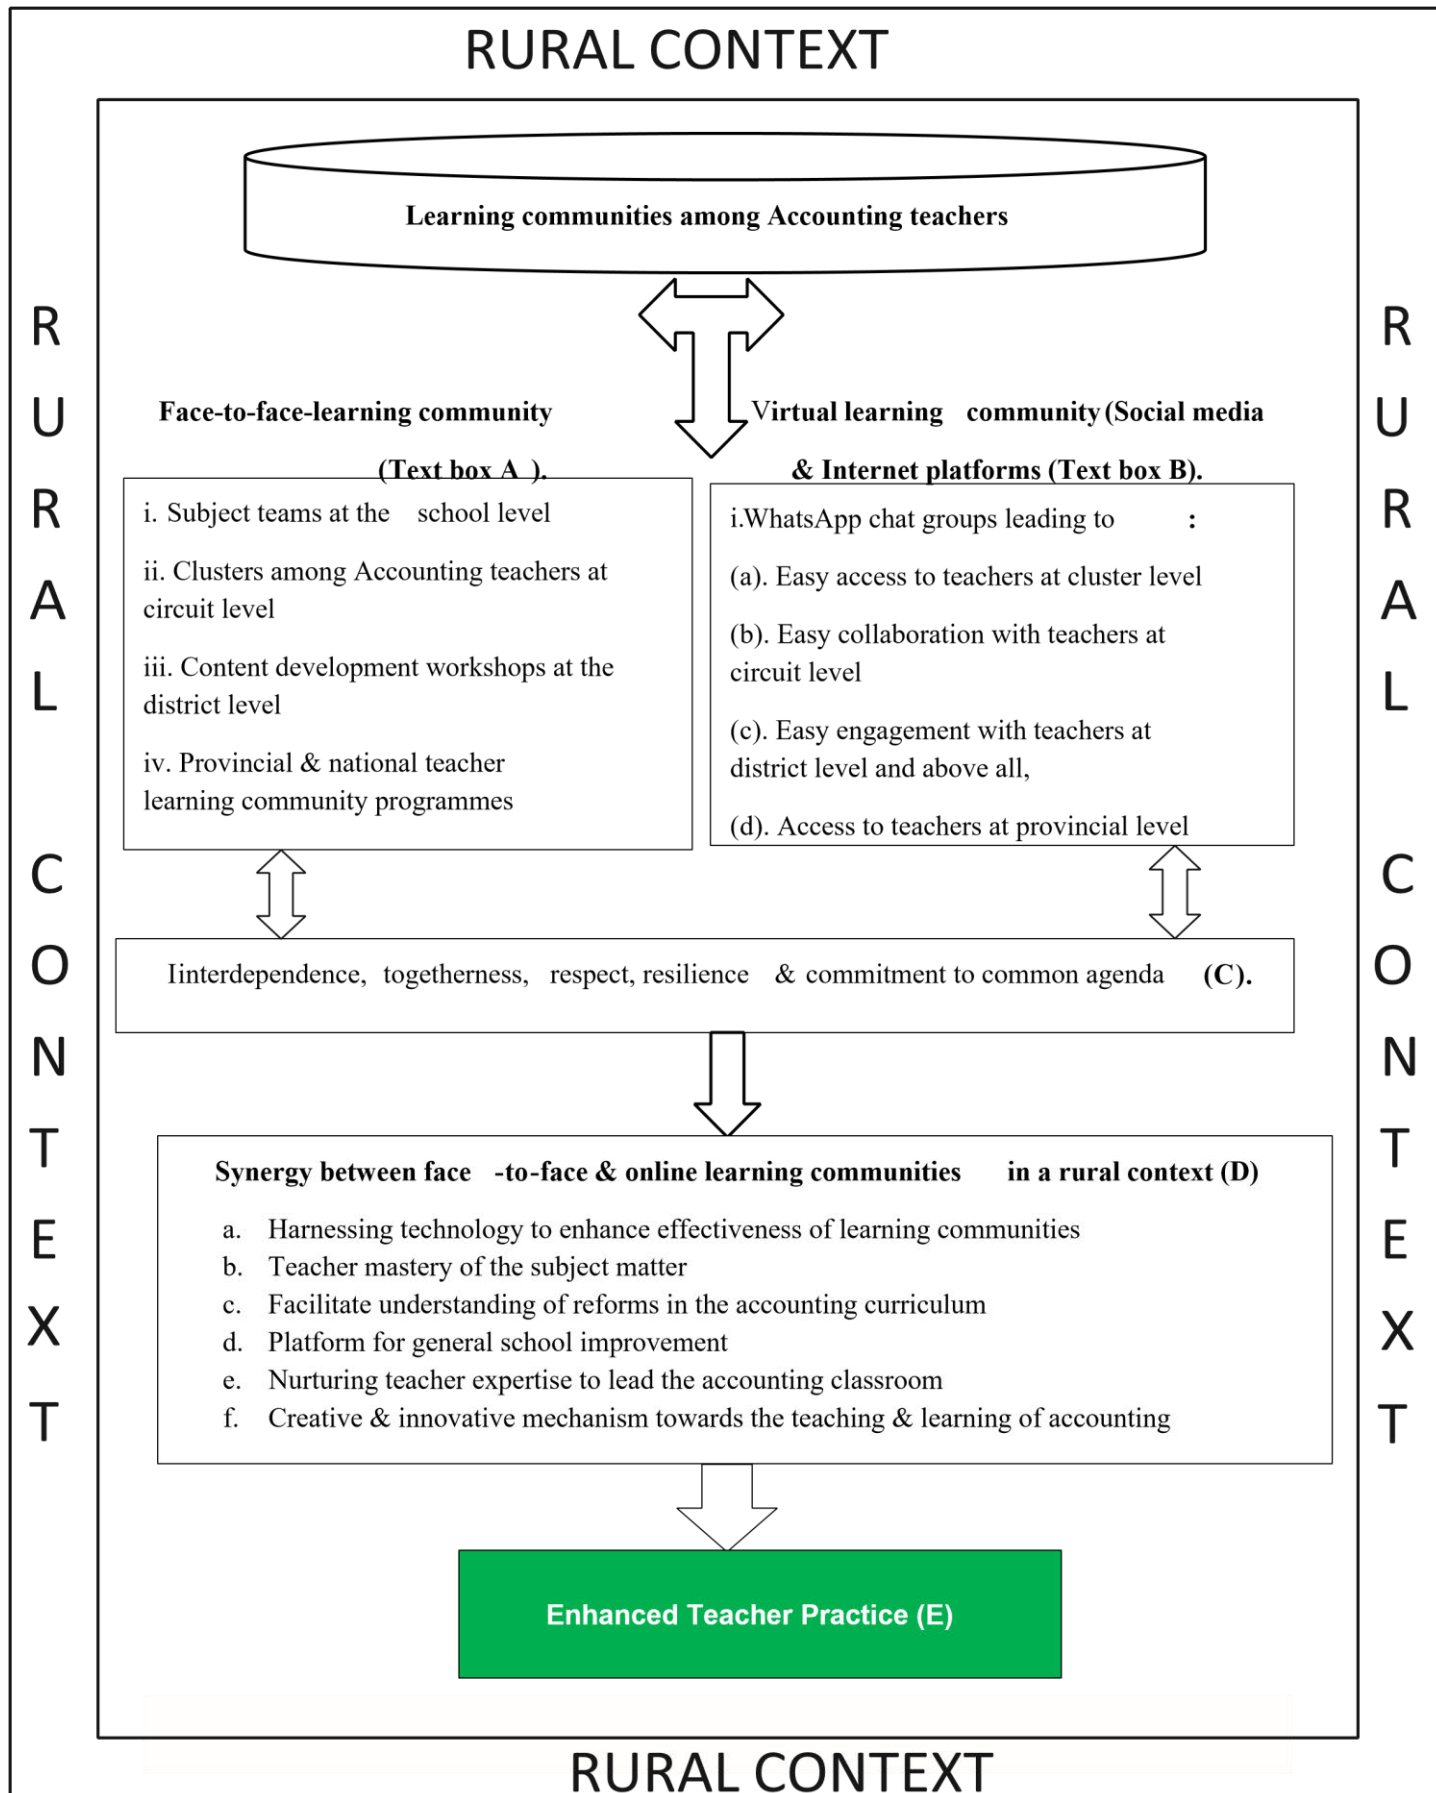 RURAL CONTEXT
Learning communities among Accounting teachers
RURAL CONTEXT
RURAL CONTEXT
Face-to-face-learning community
(Text box A ).
i. Subject teams at the school level
ii. Clusters among Accounting teachers at
circuit level
iii. Content development workshops at the
district level
iv. Provincial & national teacher
learning community programmes
Virtual learning community (Social media
& Internet platforms (Text box B).
i.WhatsApp chat groups leading to :
(a). Easy access to teachers at cluster level
(b). Easy collaboration with teachers at
circuit level
(c). Easy engagement with teachers at
district level and above all,
(d). Access to teachers at provincial level
Iinterdependence, togetherness, respect, resilience & commitment to common agenda (C).
Synergy between face -to-face & online learning communities in a rural context (D)
a. Harnessing technology to enhance effectiveness of learning communities
b. Teacher mastery of the subject matter
c. Facilitate understanding of reforms in the accounting curriculum
d. Platform for general school improvement
e. Nurturing teacher expertise to lead the accounting classroom
f. Creative & innovative mechanism towards the teaching & learning of accounting
Enhanced Teacher Practice (E)
RURAL CONTEXT